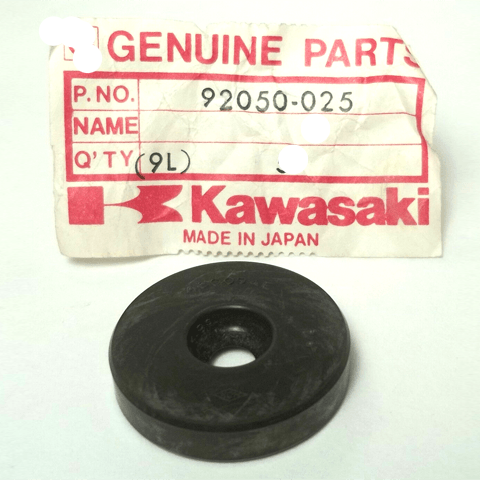 GENUINE PARTS
P. NO. 92050-025
NAME
Q'TY (9L)
Kawasaki
MADE IN JAPAN